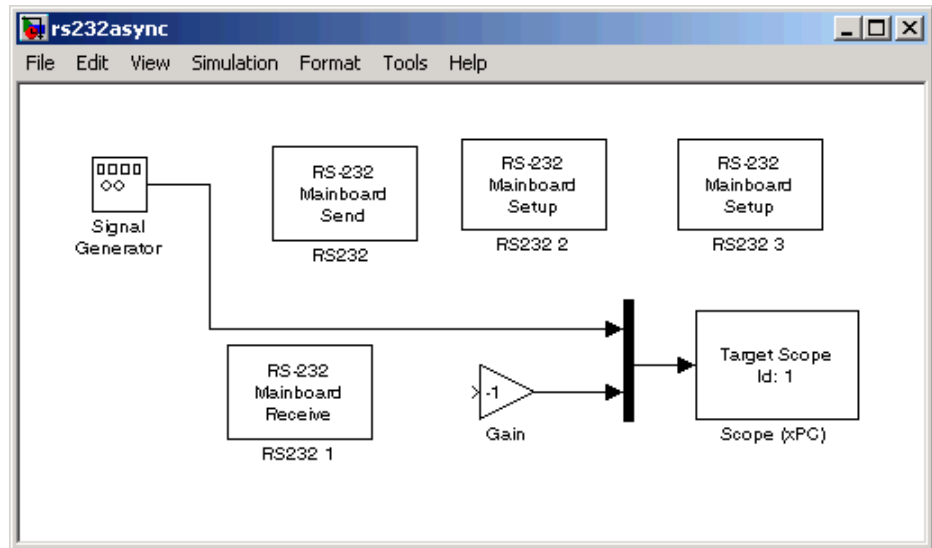 rs232async
File Edit View Simulation Format Tools Help
Signal
Generator
RS-232
Mainboard
Send
RS232
RS-232
Mainboard
Setup
RS232 2
RS-232
Mainboard
Setup
RS232 3
RS-232
Mainboard
Receive
RS232 1
-1
Gain
Target Scope
Id: 1
Scope (xPC)